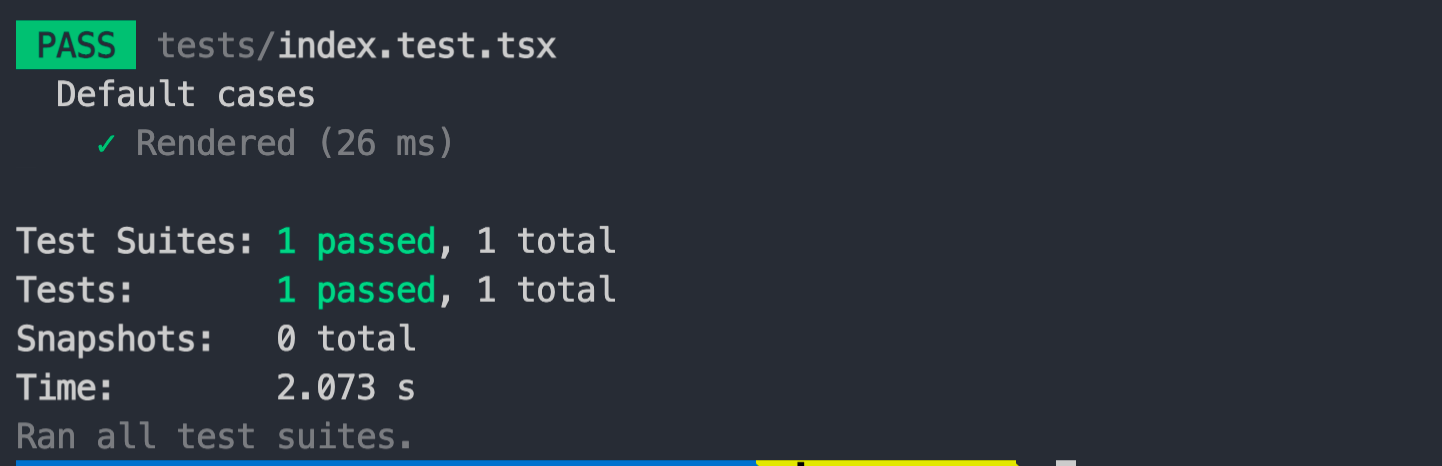 PASS tests/index.test.tsx
Default cases
✓ Rendered (26 ms)
Test Suites: 1 passed, 1 total
Tests: 1 passed, 1 total
Snapshots: 0 total
Time: 2.073 s
Ran all test suites.